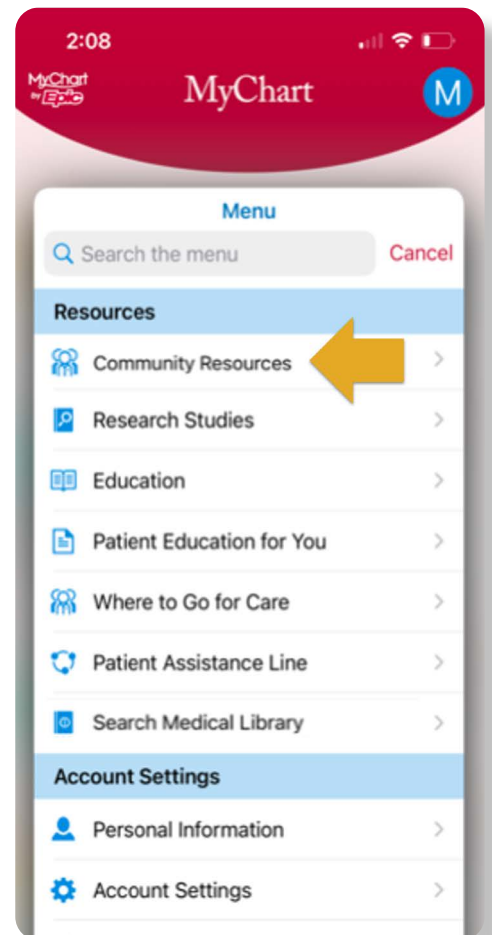 2:08
MyChart
by Epic
MyChart
M
Menu
Search the menu
Cancel
Resources
Community Resources
Research Studies
Education
Patient Education for You
Where to Go for Care
Patient Assistance Line
Search Medical Library
Account Settings
Personal Information
Account Settings